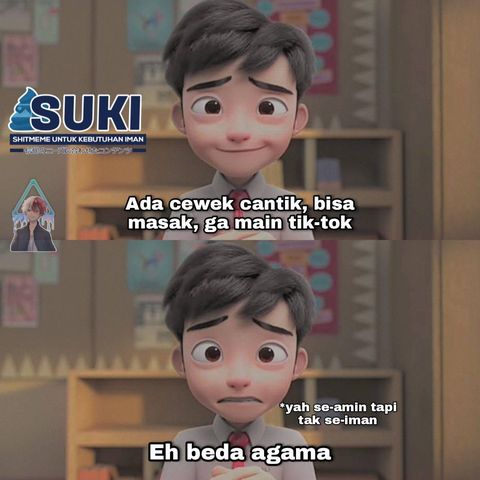 SUKI
SHITMEME UNTUK KEBUTUHAN IMAN
Ada cewek cantik, bisa
masak, ga main tik-tok
*yah se-amin tapi
tak se-iman
Eh beda agama